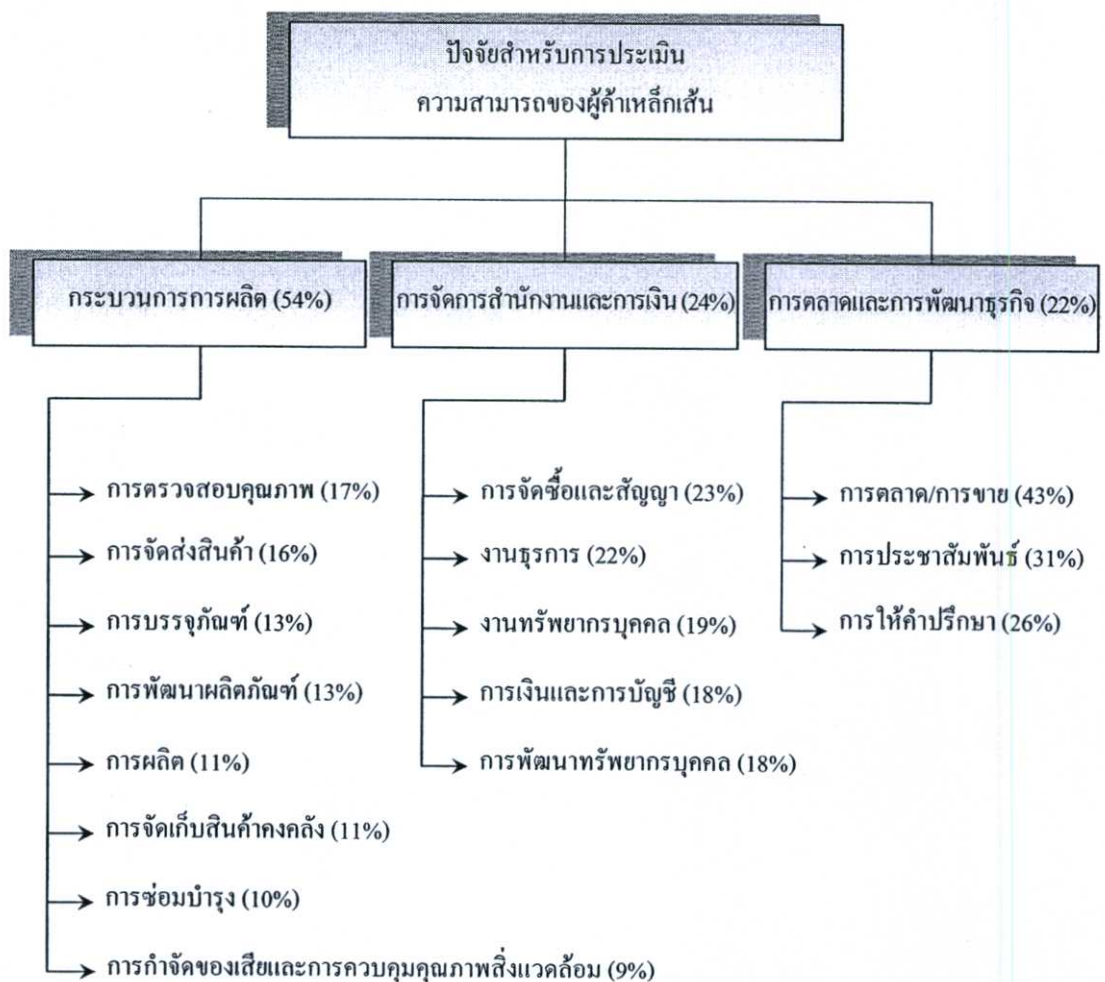 ปัจจัยสำหรับการประเมิน
ความสามารถของผู้ค้าเหล็กเส้น
กระบวนการการผลิต (54%)
การจัดการสำนักงานและการเงิน (24%)
การตลาดและการพัฒนาธุรกิจ (22%)
การตรวจสอบคุณภาพ (17%)
การจัดส่งสินค้า (16%)
การบรรจุภัณฑ์ (13%)
การพัฒนาผลิตภัณฑ์ (13%)
การผลิต (11%)
การจัดเก็บสินค้าคงคลัง (11%)
การซ่อมบำรุง (10%)
การกำจัดของเสียและการควบคุมคุณภาพสิ่งแวดล้อม (9%)
การจัดซื้อและสัญญา (23%)
งานธุรการ (22%)
งานทรัพยากรบุคคล (19%)
การเงินและการบัญชี (18%)
การพัฒนาทรัพยากรบุคคล (18%)
การตลาด/การขาย (43%)
การประชาสัมพันธ์ (31%)
การให้คำปรึกษา (26%)